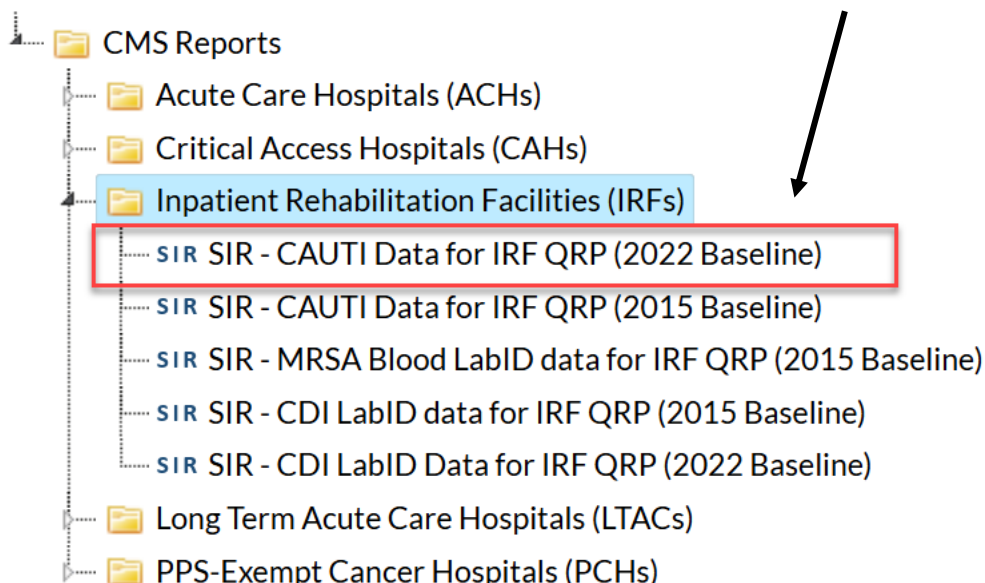 CMS Reports
Acute Care Hospitals (ACHs)
Critical Access Hospitals (CAHs)
Inpatient Rehabilitation Facilities (IRFs)
SIR SIR - CAUTI Data for IRF QRP (2022 Baseline)
SIR SIR - CAUTI Data for IRF QRP (2015 Baseline)
SIR SIR - MRSA Blood LabID data for IRF QRP (2015 Baseline)
SIR SIR - CDI LabID data for IRF QRP (2015 Baseline)
SIR SIR - CDI LabID Data for IRF QRP (2022 Baseline)
Long Term Acute Care Hospitals (LTACs)
PPS-Exempt Cancer Hospitals (PCHs)